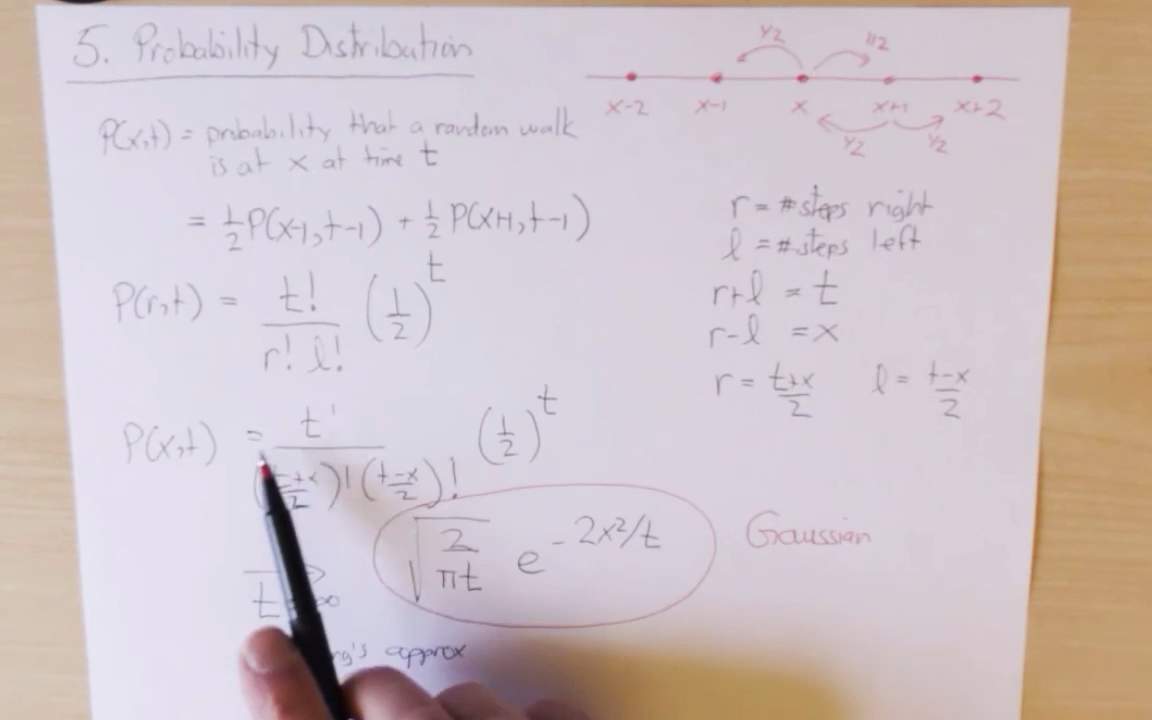 5. Probability Distribution
P(x,t) = probability that a random walk
is at x at time t
= 1/2 P(x-1,t-1) + 1/2 P(x+1,t-1)
P(r,t) = t!/(r! l!) (1/2)^t
P(x,t) = t!/(((t+x)/2)! ((t-x)/2)!) (1/2)^t
t → ∞
√(2/(πt)) e^(-2x²/t)
Gaussian
approx
1/2 1/2
x-2 x-1 x x+1 x+2
1/2 1/2
r = # steps right
l = # steps left
r+l = t
r-l = x
r = (t+x)/2 l = (t-x)/2